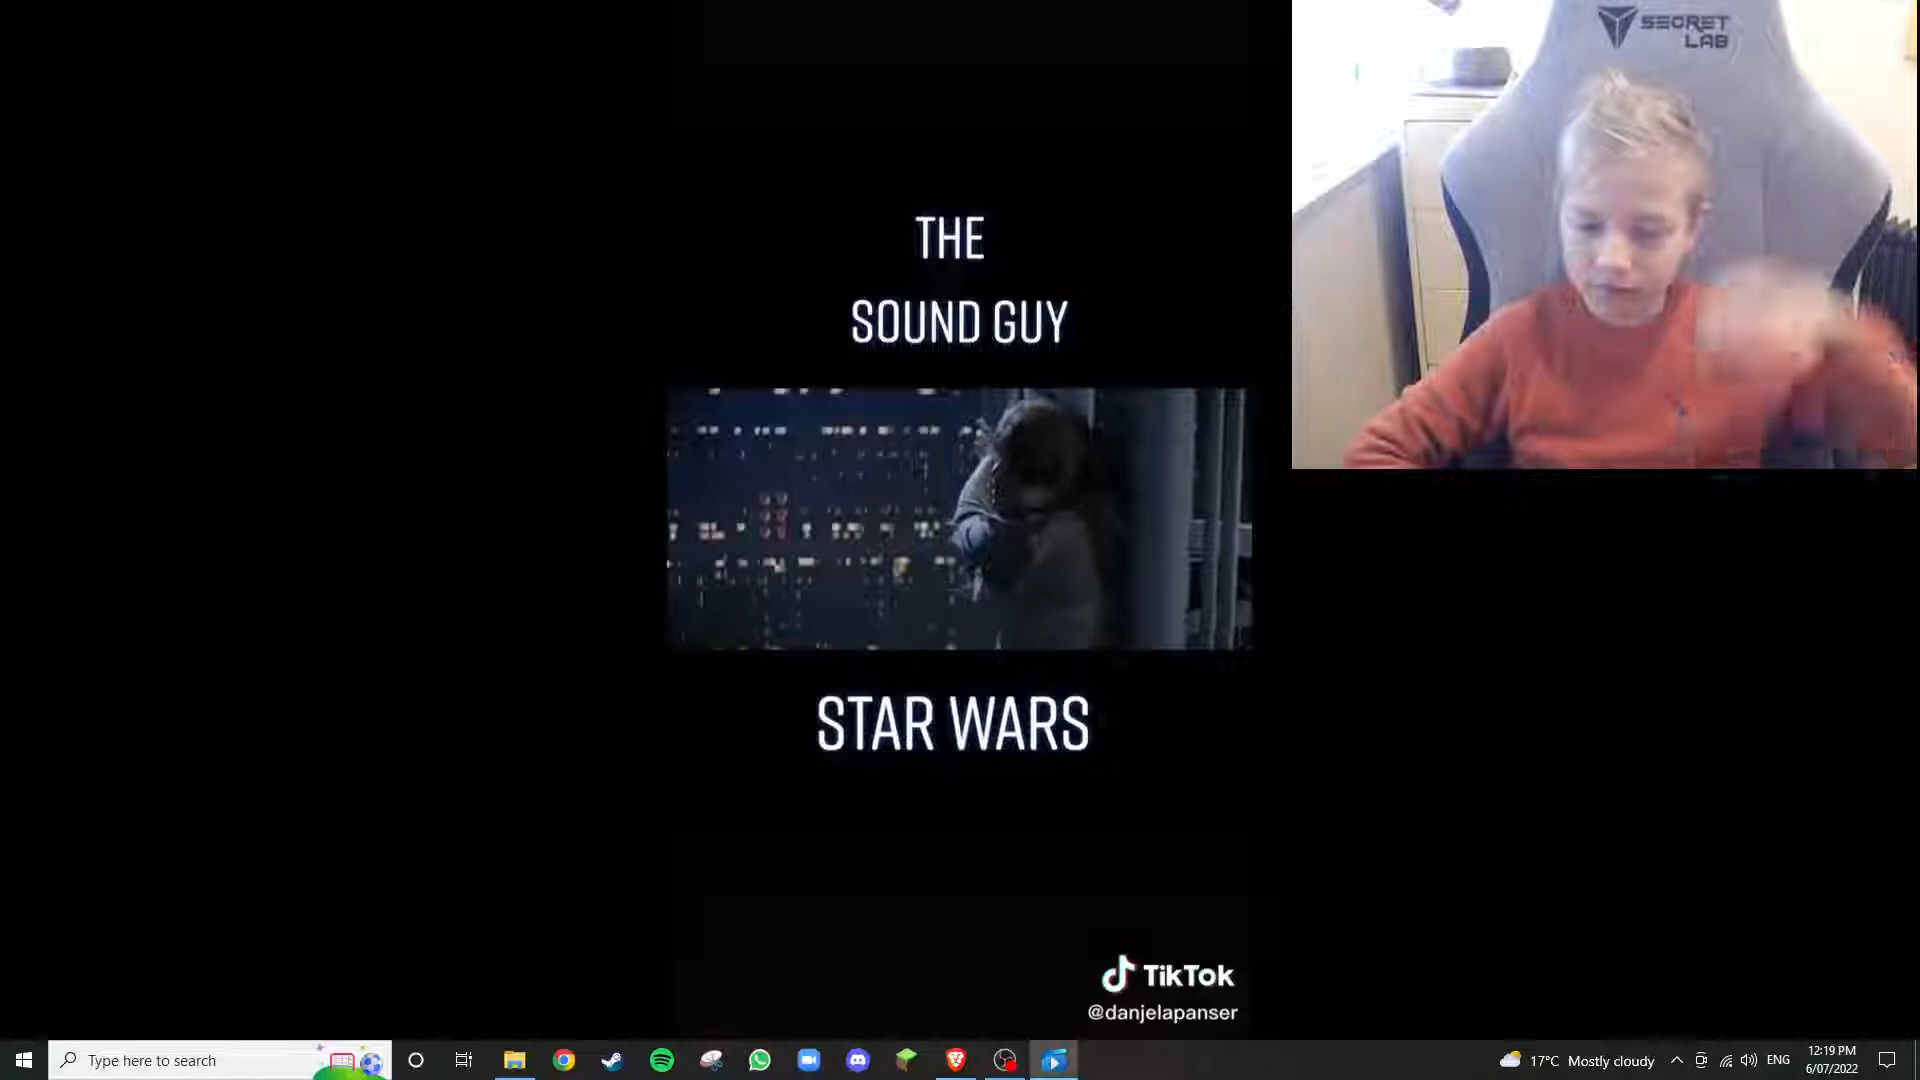 SECRET
LAB
THE
SOUND GUY
STAR WARS
TikTok
@danjelapanser
Type here to search
17°C Mostly cloudy
ENG
12:19 PM
6/07/2022